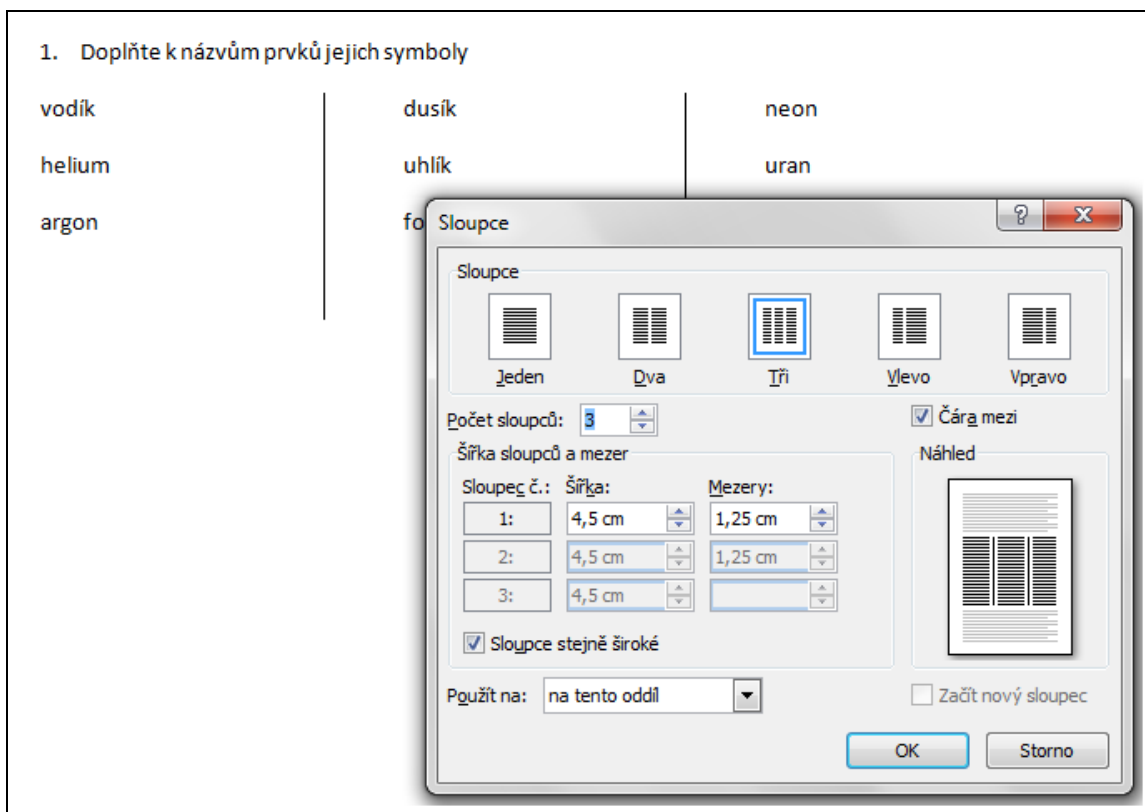 1. Doplňte k názvům prvků jejich symboly
vodík dusík neon
helium uhlík uran
argon fo
Sloupce
?
Sloupce
Jeden Dva Tři Vlevo Vpravo
Počet sloupců: 3
Čára mezi
Šířka sloupců a mezer
Náhled
Sloupec č.: Šířka: Mezery:
1: 4,5 cm 1,25 cm
2: 4,5 cm 1,25 cm
3: 4,5 cm
Sloupce stejně široké
Použít na: na tento oddíl
Začít nový sloupec
OK Storno